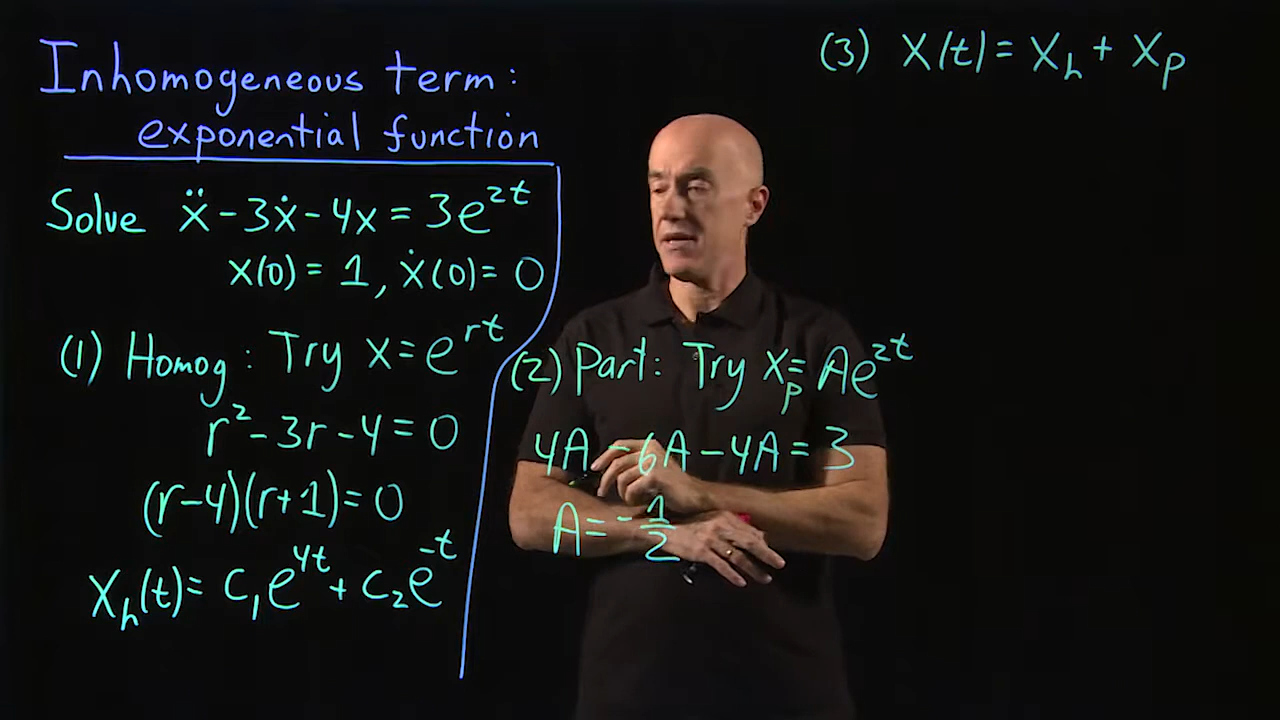 Inhomogeneous term:
exponential function
Solve ẍ - 3ẋ - 4x = 3e^{2t}
x(0) = 1, ẋ(0) = 0
(1) Homog: Try x = e^{rt}
r² - 3r - 4 = 0
(r-4)(r+1) = 0
x_h(t) = c₁e^{4t} + c₂e^{-t}
(2) Part: Try x_p = Ae^{2t}
4A - 6A - 4A = 3
A = -1/2
(3) x(t) = x_h + x_p